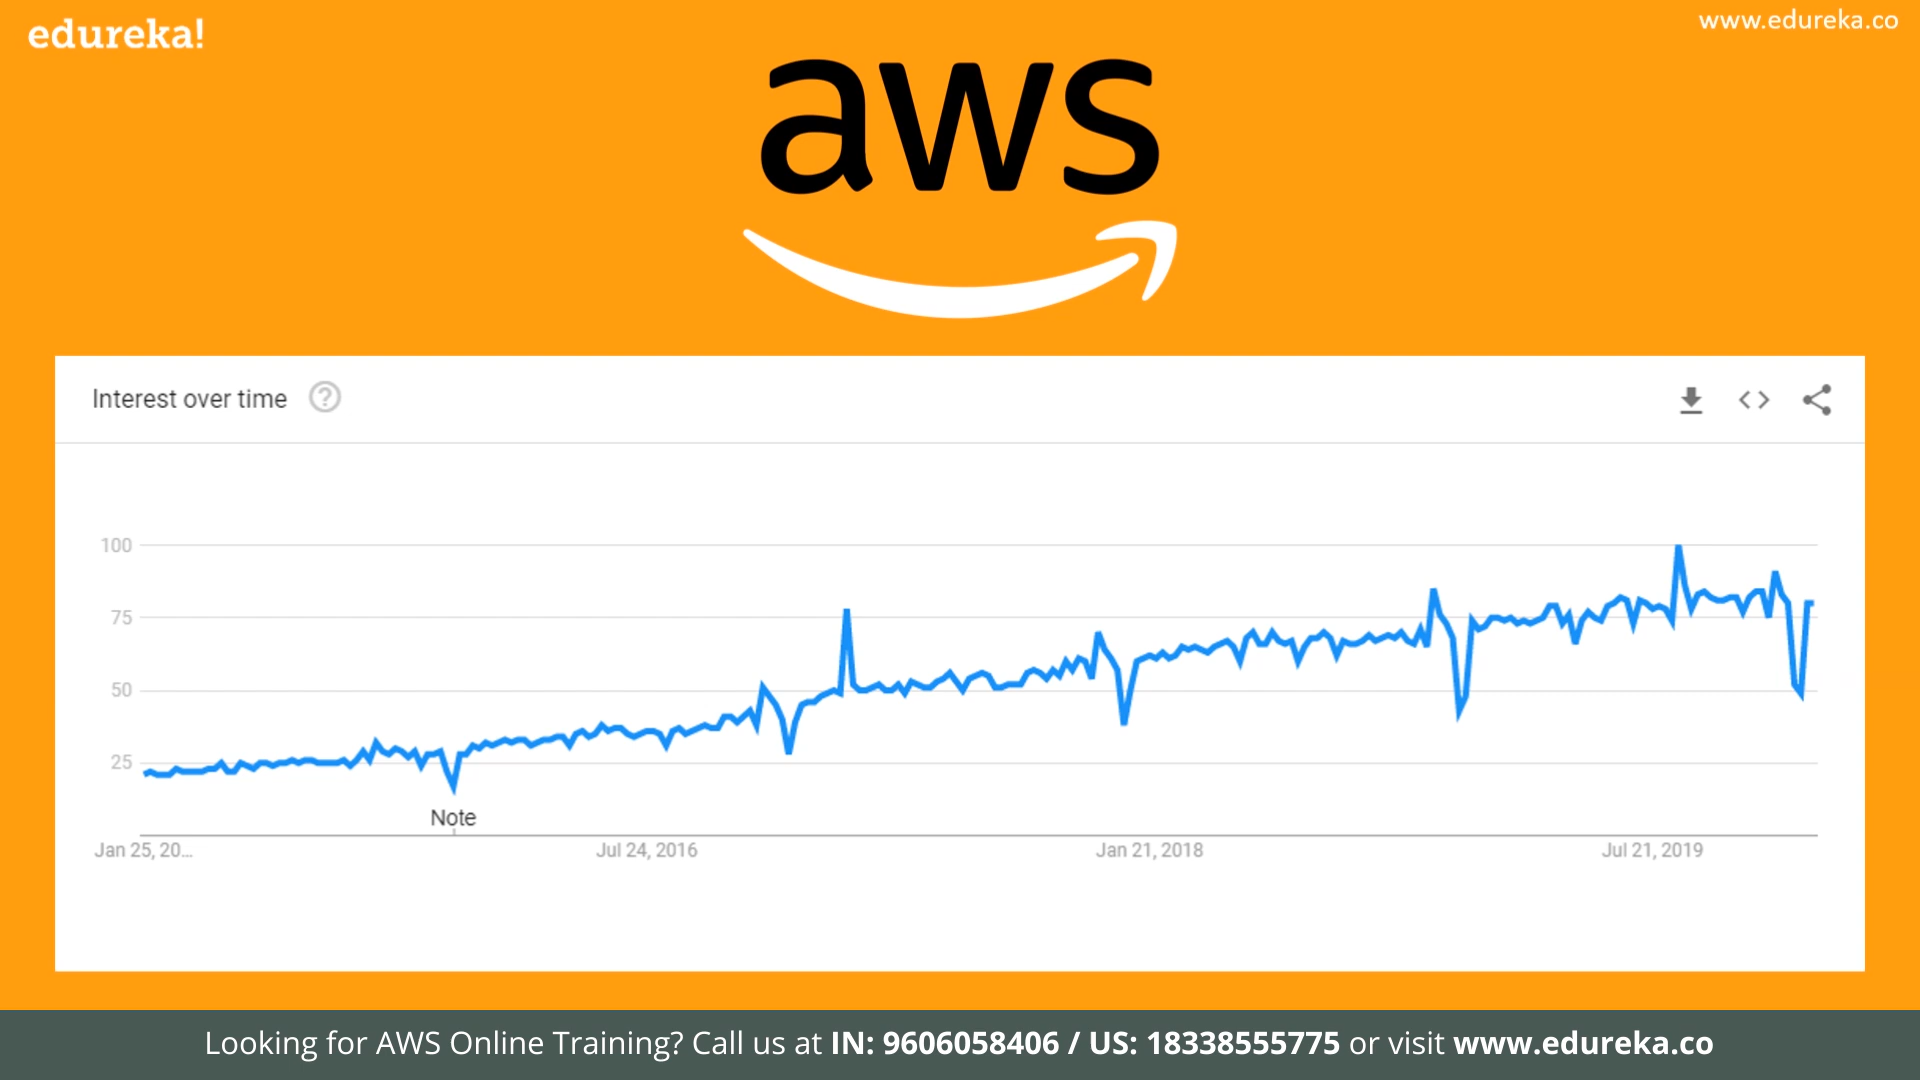 edureka!
www.edureka.co
aws
Interest over time
100
75
50
25
Note
Jan 25, 20...
Jul 24, 2016
Jan 21, 2018
Jul 21, 2019
Looking for AWS Online Training? Call us at IN: 9606058406 / US: 18338555775 or visit www.edureka.co